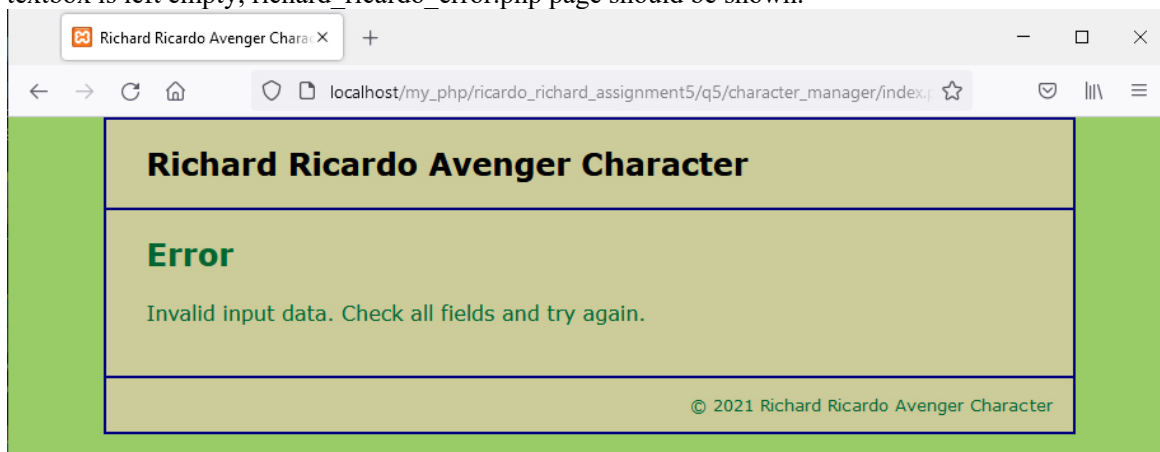 textbox is left empty, richard_ricardo_error.php page should be shown.
Richard Ricardo Avenger Charac
localhost/my_php/ricardo_richard_assignment5/q5/character_manager/index.p
Richard Ricardo Avenger Character
Error
Invalid input data. Check all fields and try again.
© 2021 Richard Ricardo Avenger Character